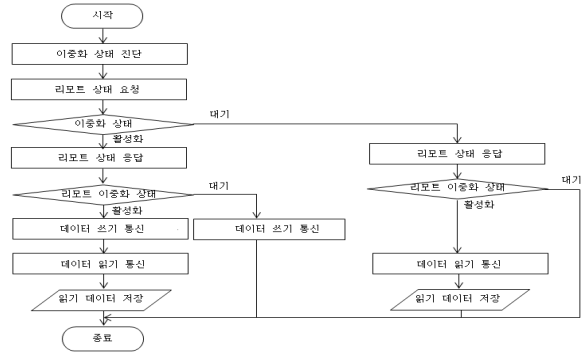 시작
이중화 상태 진단
리모트 상태 요청
이중화 상태
대기
활성화
리모트 상태 응답
리모트 상태 응답
리모트 이중화 상태
대기
리모트 이중화 상태
대기
활성화
활성화
데이터 쓰기 통신
데이터 쓰기 통신
데이터 읽기 통신
데이터 읽기 통신
읽기 데이터 저장
읽기 데이터 저장
종료